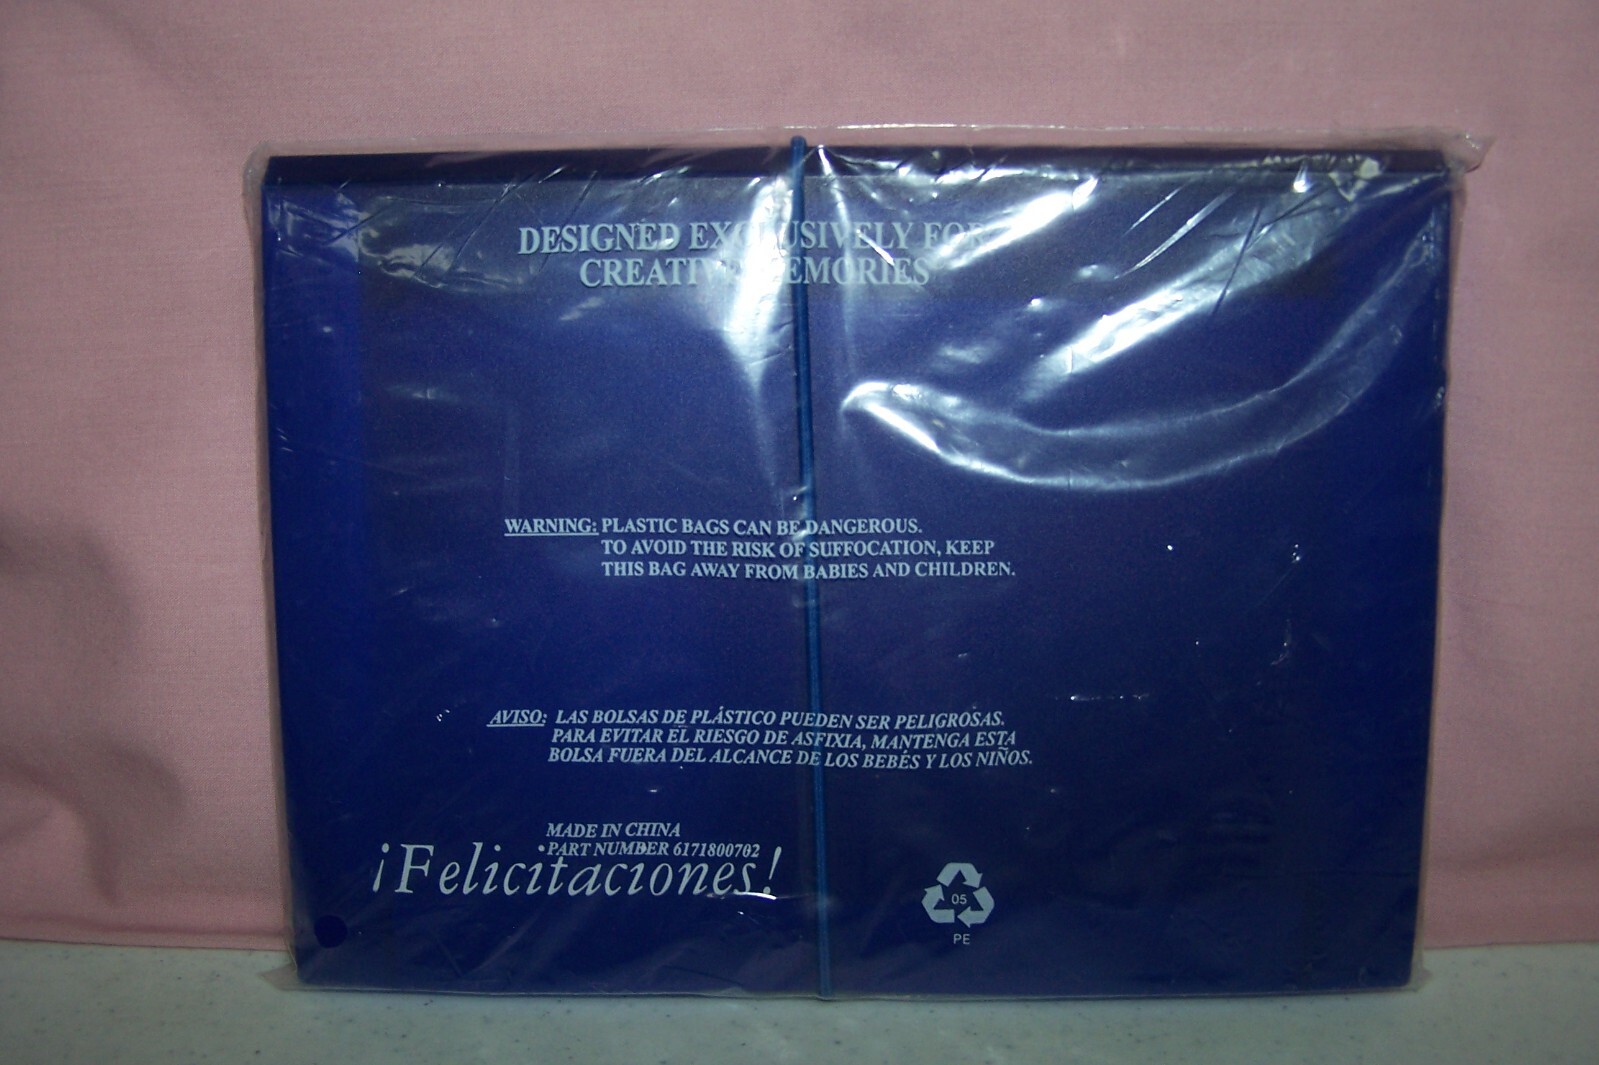 DESIGNED EXCLUSIVELY FOR
CREATIVE MEMORIES
WARNING: PLASTIC BAGS CAN BE DANGEROUS.
TO AVOID THE RISK OF SUFFOCATION, KEEP
THIS BAG AWAY FROM BABIES AND CHILDREN.
AVISO: LAS BOLSAS DE PLÁSTICO PUEDEN SER PELIGROSAS.
PARA EVITAR EL RIESGO DE ASFIXIA, MANTENGA ESTA
BOLSA FUERA DEL ALCANCE DE LOS BEBÉS Y LOS NIÑOS.
MADE IN CHINA
PART NUMBER 6171800702
¡Felicitaciones!
05
PE